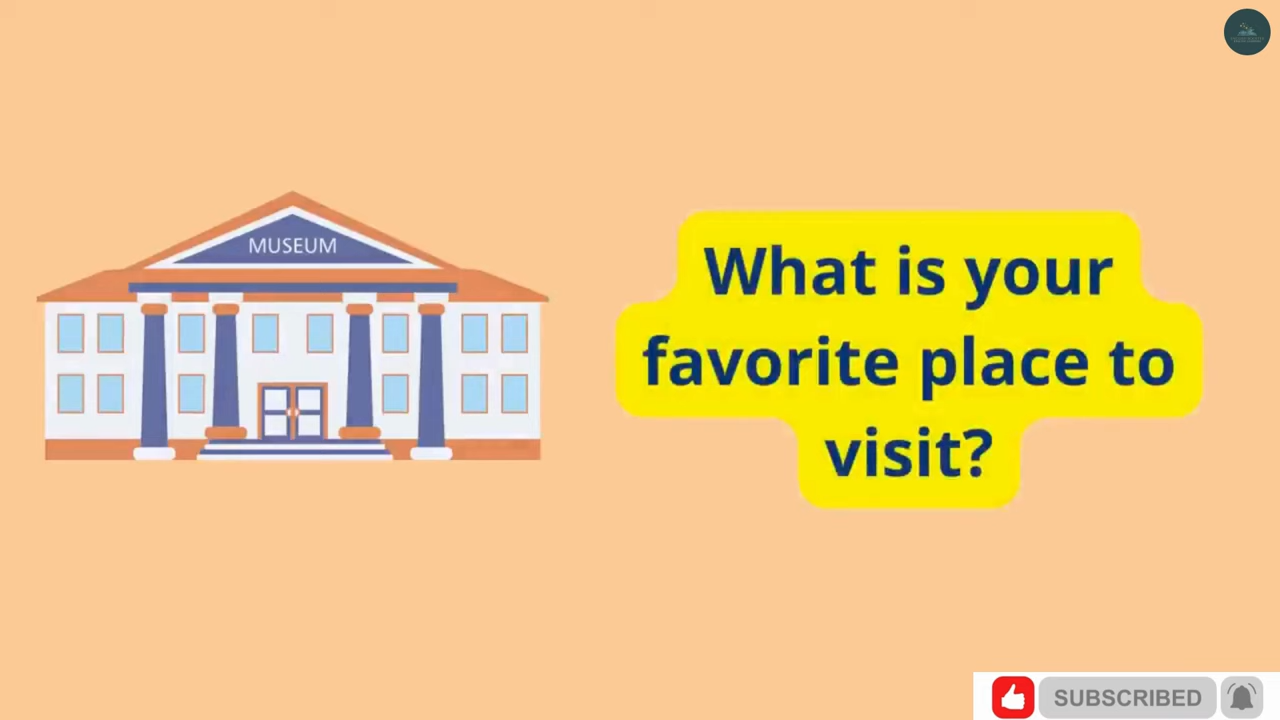 MUSEUM
What is your
favorite place to
visit?
SUBSCRIBED